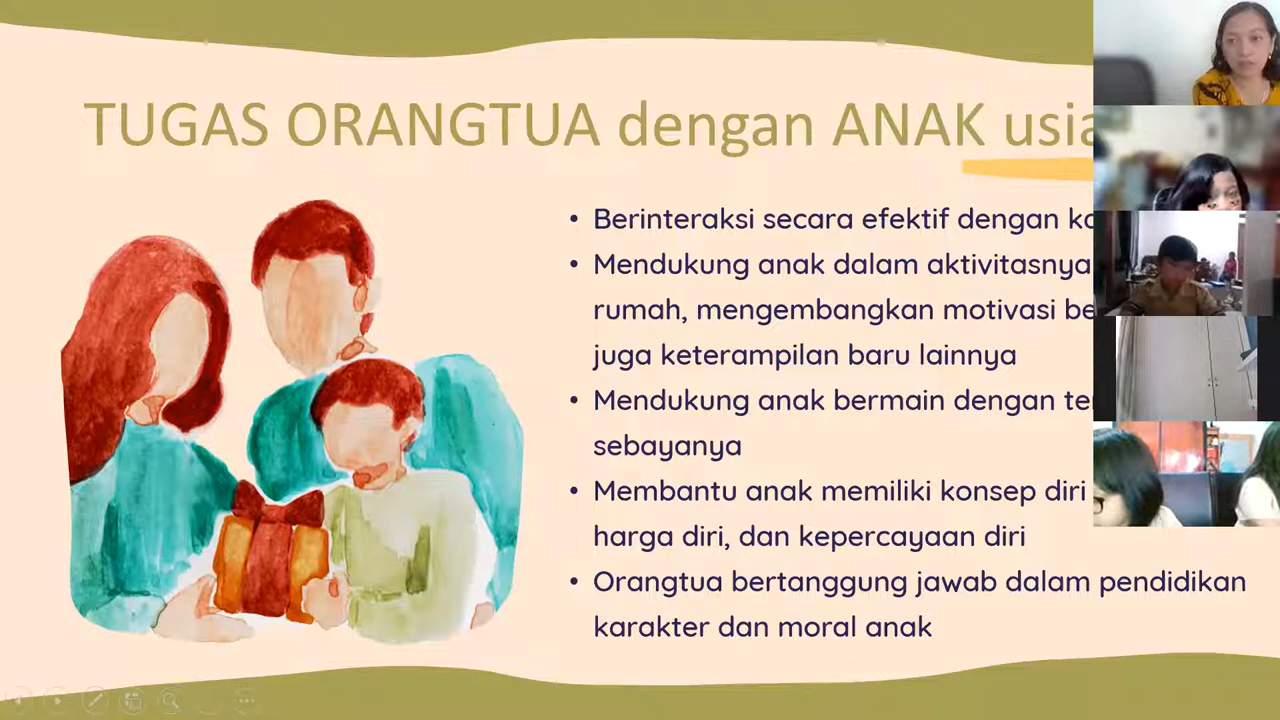 TUGAS ORANGTUA dengan ANAK usia
Berinteraksi secara efektif dengan
Mendukung anak dalam aktivitasnya
rumah, mengembangkan motivasi
juga keterampilan baru lainnya
Mendukung anak bermain dengan
sebayanya
Membantu anak memiliki konsep diri
harga diri, dan kepercayaan diri
Orangtua bertanggung jawab dalam pendidikan
karakter dan moral anak